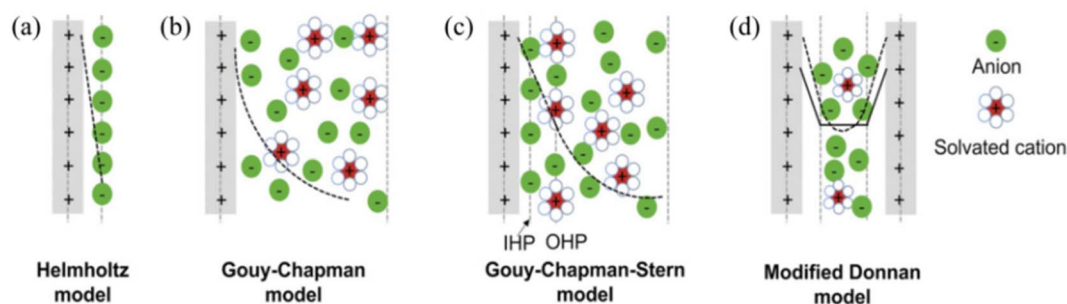 (a)
(b)
(c)
(d)
Anion
Solvated cation
IHP OHP
Helmholtz
model
Gouy-Chapman
model
Gouy-Chapman-Stern
model
Modified Donnan
model